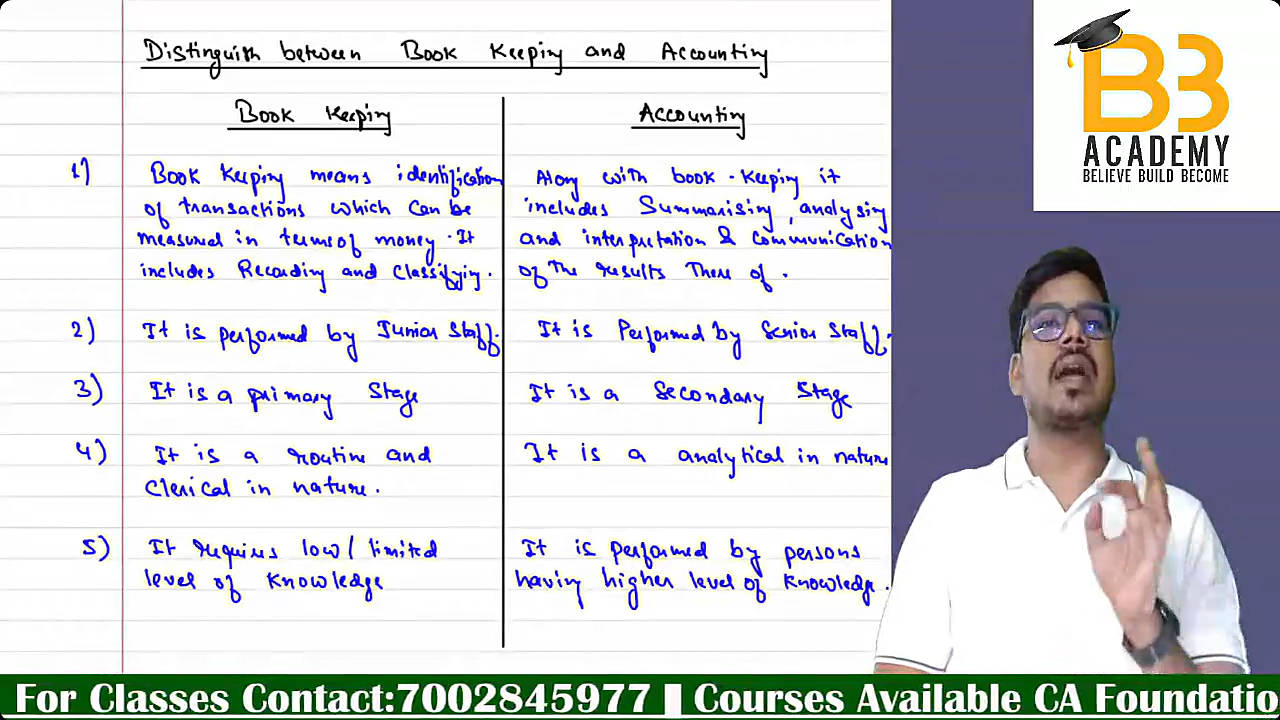 Distinguish between Book Keeping and Accounting
Book Keeping
Accounting
1)
Book Keeping means identification
of transactions which can be
measured in terms of money. It
includes Recording and Classifying.
Along with book-keeping it
includes Summarising, analysing
and interpretation & communication
of the results there of.
2)
It is performed by Junior Staff.
It is Performed by Senior Staff.
3)
It is a primary Stage
It is a Secondary Stage
4)
It is a routine and
clerical in nature.
It is a analytical in nature
5)
It requires low/limited
level of Knowledge
It is performed by persons
having higher level of Knowledge.
B3
ACADEMY
BELIEVE BUILD BECOME
For Classes Contact:7002845977 || Courses Available CA Foundatio